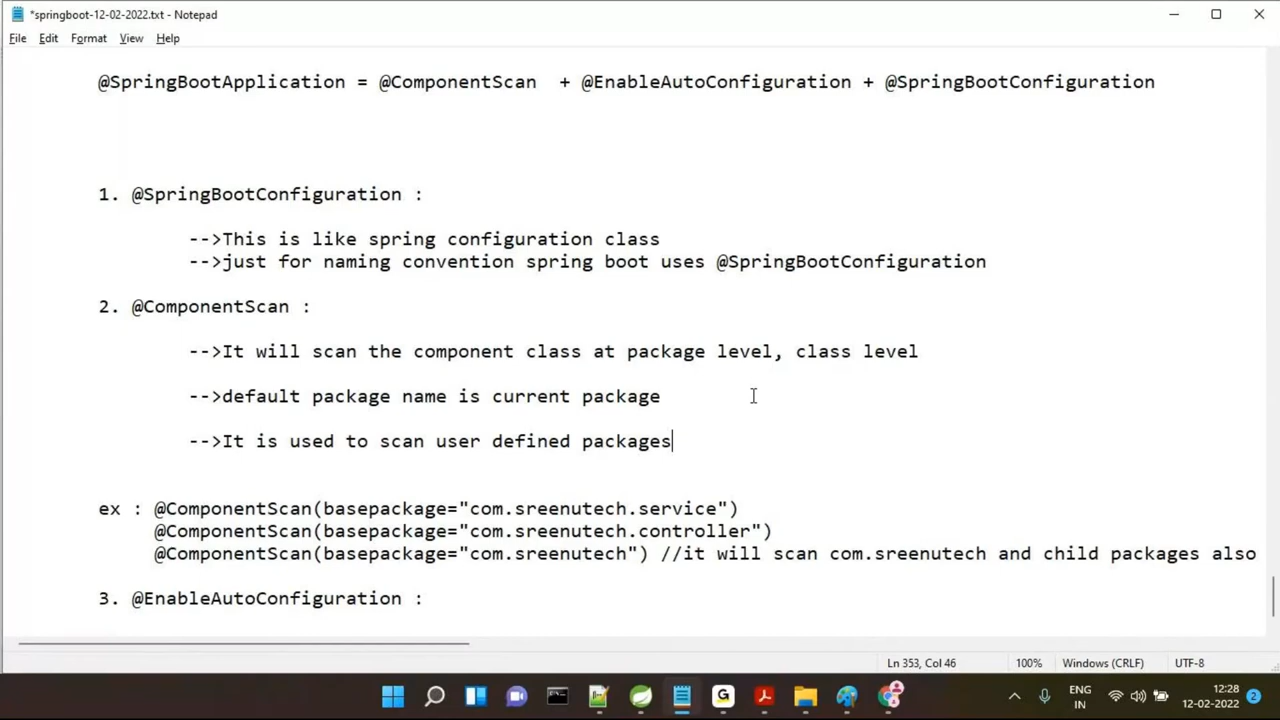 *springboot-12-02-2022.txt - Notepad
File Edit Format View Help
@SpringBootApplication = @ComponentScan + @EnableAutoConfiguration + @SpringBootConfiguration
1. @SpringBootConfiguration :
-->This is like spring configuration class
-->just for naming convention spring boot uses @SpringBootConfiguration
2. @ComponentScan :
-->It will scan the component class at package level, class level
-->default package name is current package
-->It is used to scan user defined packages
ex : @ComponentScan(basepackage="com.sreenutech.service")
@ComponentScan(basepackage="com.sreenutech.controller")
@ComponentScan(basepackage="com.sreenutech") //it will scan com.sreenutech and child packages also
3. @EnableAutoConfiguration :
Ln 353, Col 46 100% Windows (CRLF) UTF-8
G
ENG
IN
12:28
12-02-2022
2